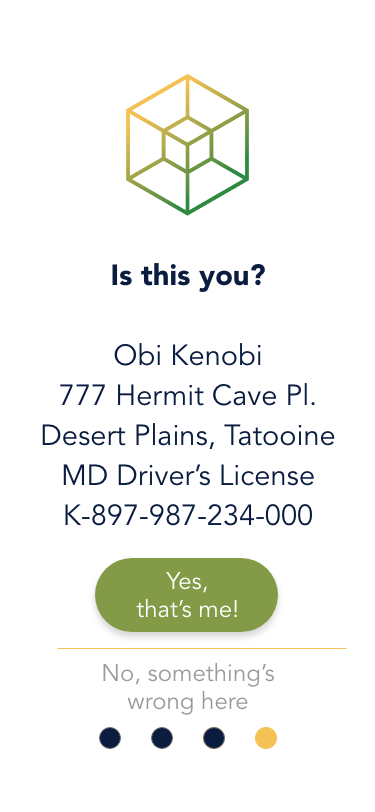 Is this you?
Obi Kenobi
777 Hermit Cave Pl.
Desert Plains, Tatooine
MD Driver’s License
K-897-987-234-000
Yes,
that’s me!
No, something’s
wrong here